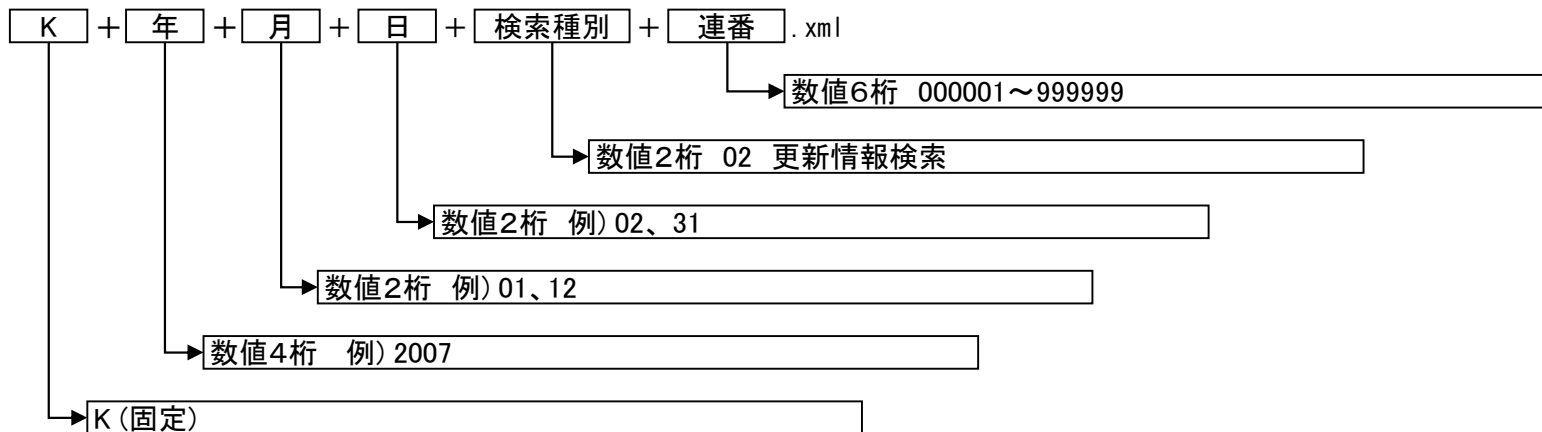 K + 年 + 月 + 日 + 検索種別 + 連番 .xml
数値6桁 000001～999999
数値2桁 02 更新情報検索
数値2桁 例)02、31
数値2桁 例)01、12
数値4桁 例)2007
K(固定)